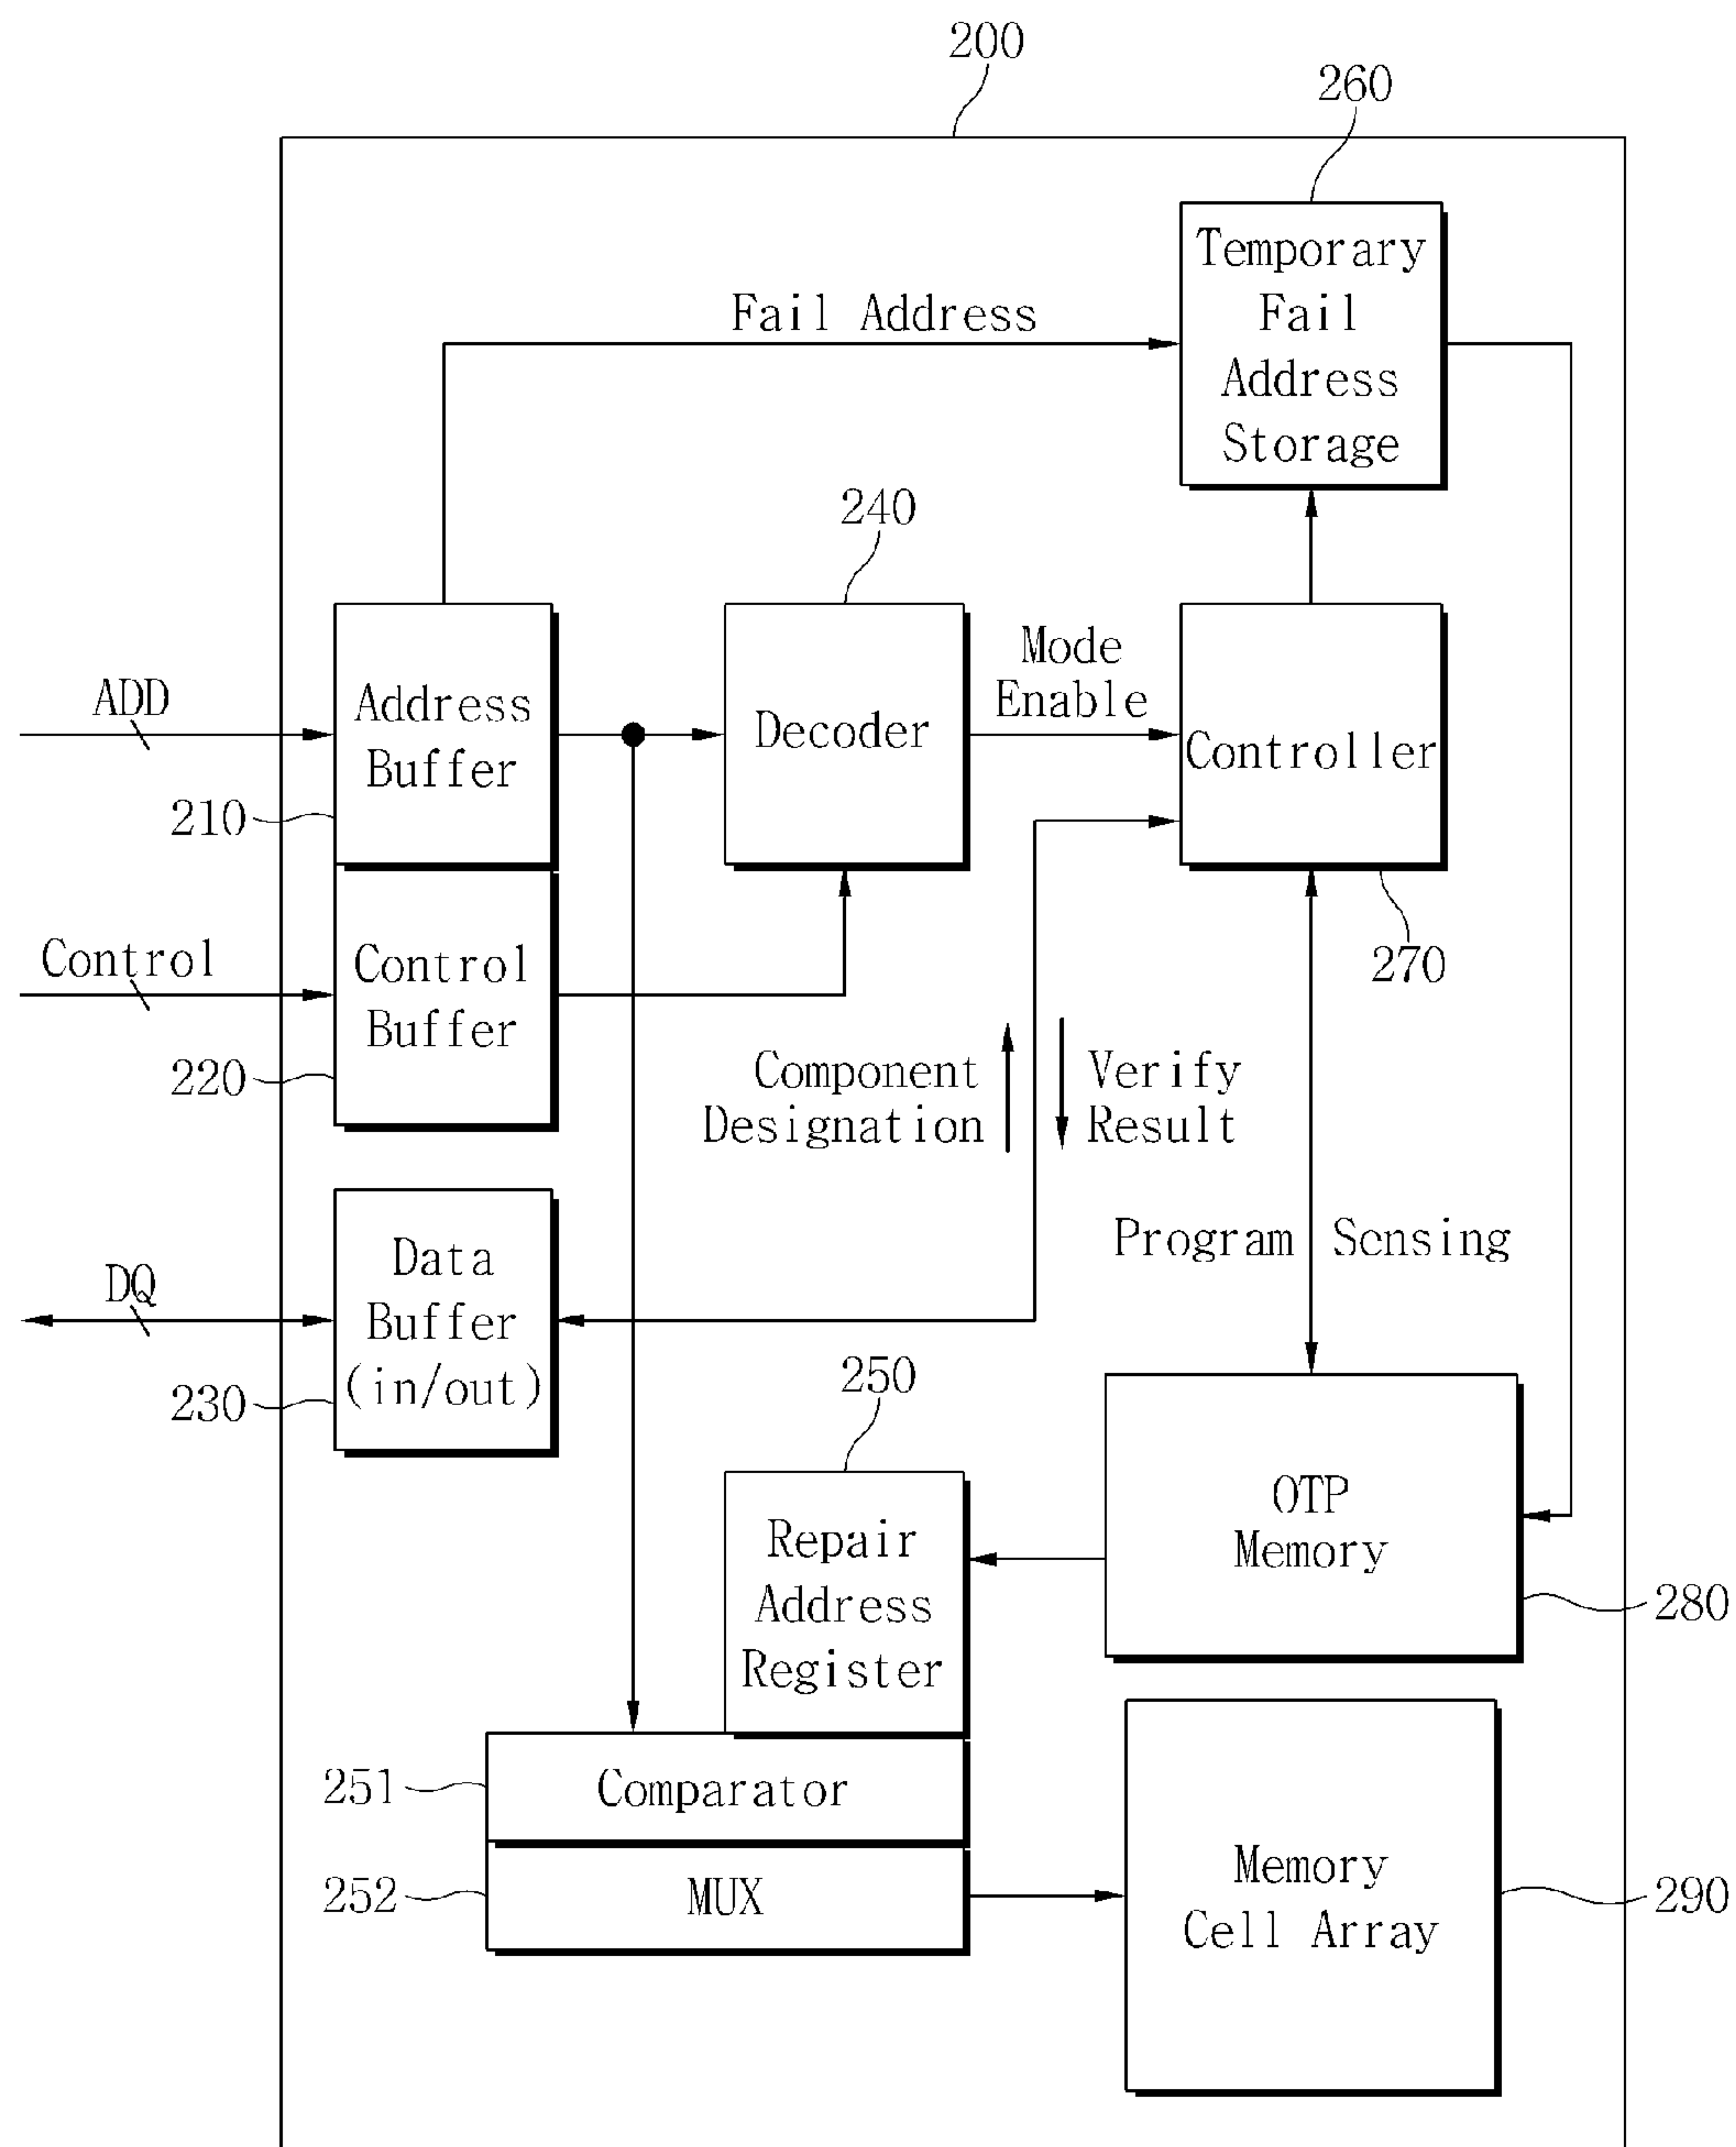 200
260
Temporary
Fail
Address
Storage
Fail Address
240
ADD
Address
Buffer
210
Decoder
Mode
Enable
Controller
270
Control
Control
Buffer
220
Component
Designation
Verify
Result
Program
Scnsing
DQ
Data
Buffer
(in/out)
230
250
Repair
Address
Register
OTP
Memory
280
251
Comparator
252
MUX
Memory
Cell Array
290